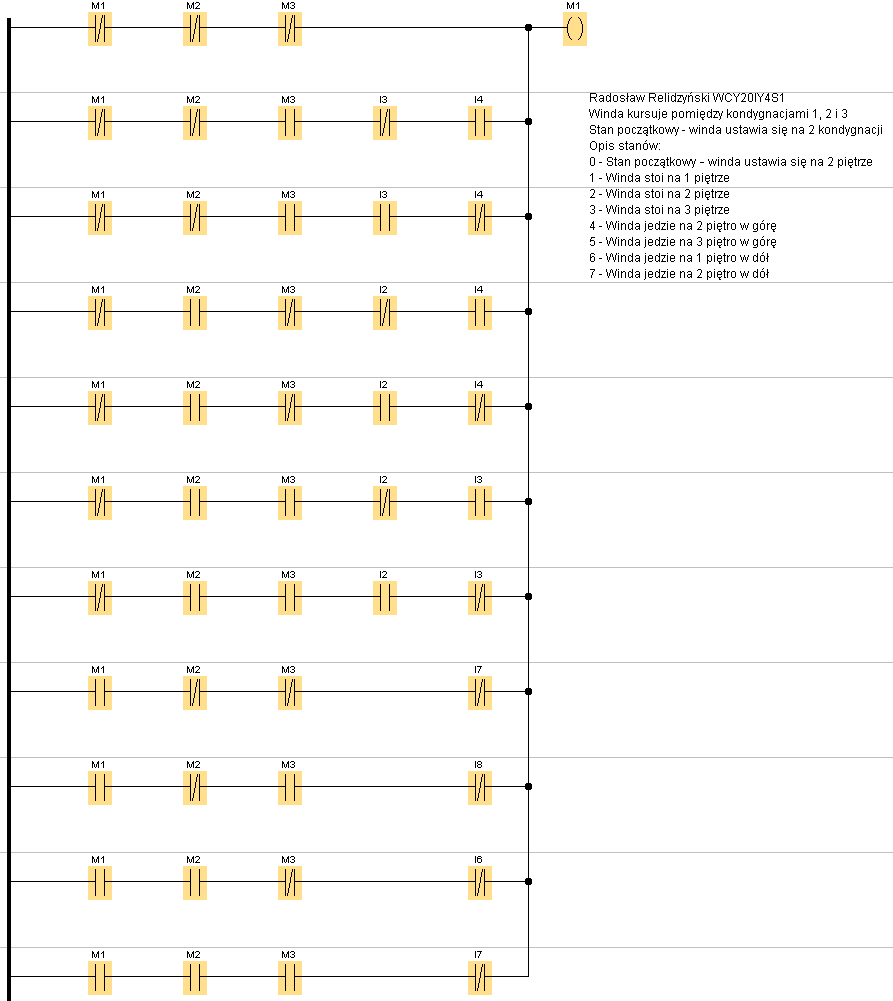 M1 M2 M3 M1
M1 M2 M3 I3 I4
Radosław Relidzyński WCY20IY4S1
Winda kursuje pomiędzy kondygnacjami 1, 2 i 3
Stan początkowy - winda ustawia się na 2 kondygnacji
Opis stanów:
0 - Stan początkowy - winda ustawia się na 2 piętrze
1 - Winda stoi na 1 piętrze
2 - Winda stoi na 2 piętrze
3 - Winda stoi na 3 piętrze
4 - Winda jedzie na 2 piętro w górę
5 - Winda jedzie na 3 piętro w górę
6 - Winda jedzie na 1 piętro w dół
7 - Winda jedzie na 2 piętro w dół
M1 M2 M3 I3 I4
M1 M2 M3 I2 I4
M1 M2 M3 I2 I4
M1 M2 M3 I2 I3
M1 M2 M3 I2 I3
M1 M2 M3 I7
M1 M2 M3 I8
M1 M2 M3 I6
M1 M2 M3 I7